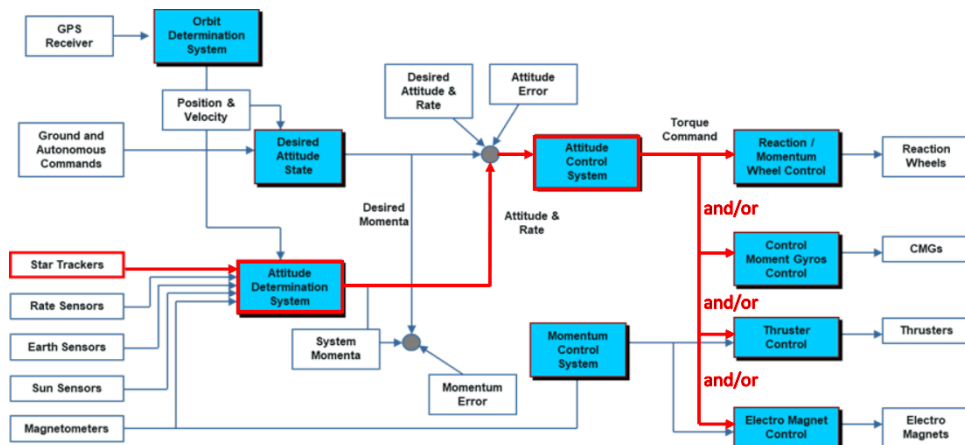 GPS
Receiver
Orbit
Determination
System
Position &
Velocity
Ground and
Autonomous
Commands
Desired
Attitude
State
Desired
Attitude &
Rate
Attitude
Error
Attitude
Control
System
Torque
Command
Reaction /
Momentum
Wheel Control
Reaction
Wheels
and/or
Desired
Momenta
Attitude &
Rate
Control
Moment Gyros
Control
CMGs
Star Trackers
Rate Sensors
Earth Sensors
Sun Sensors
Magnetometers
Attitude
Determination
System
and/or
System
Momenta
Momentum
Error
Momentum
Control
System
Thruster
Control
Thrusters
and/or
Electro Magnet
Control
Electro
Magnets